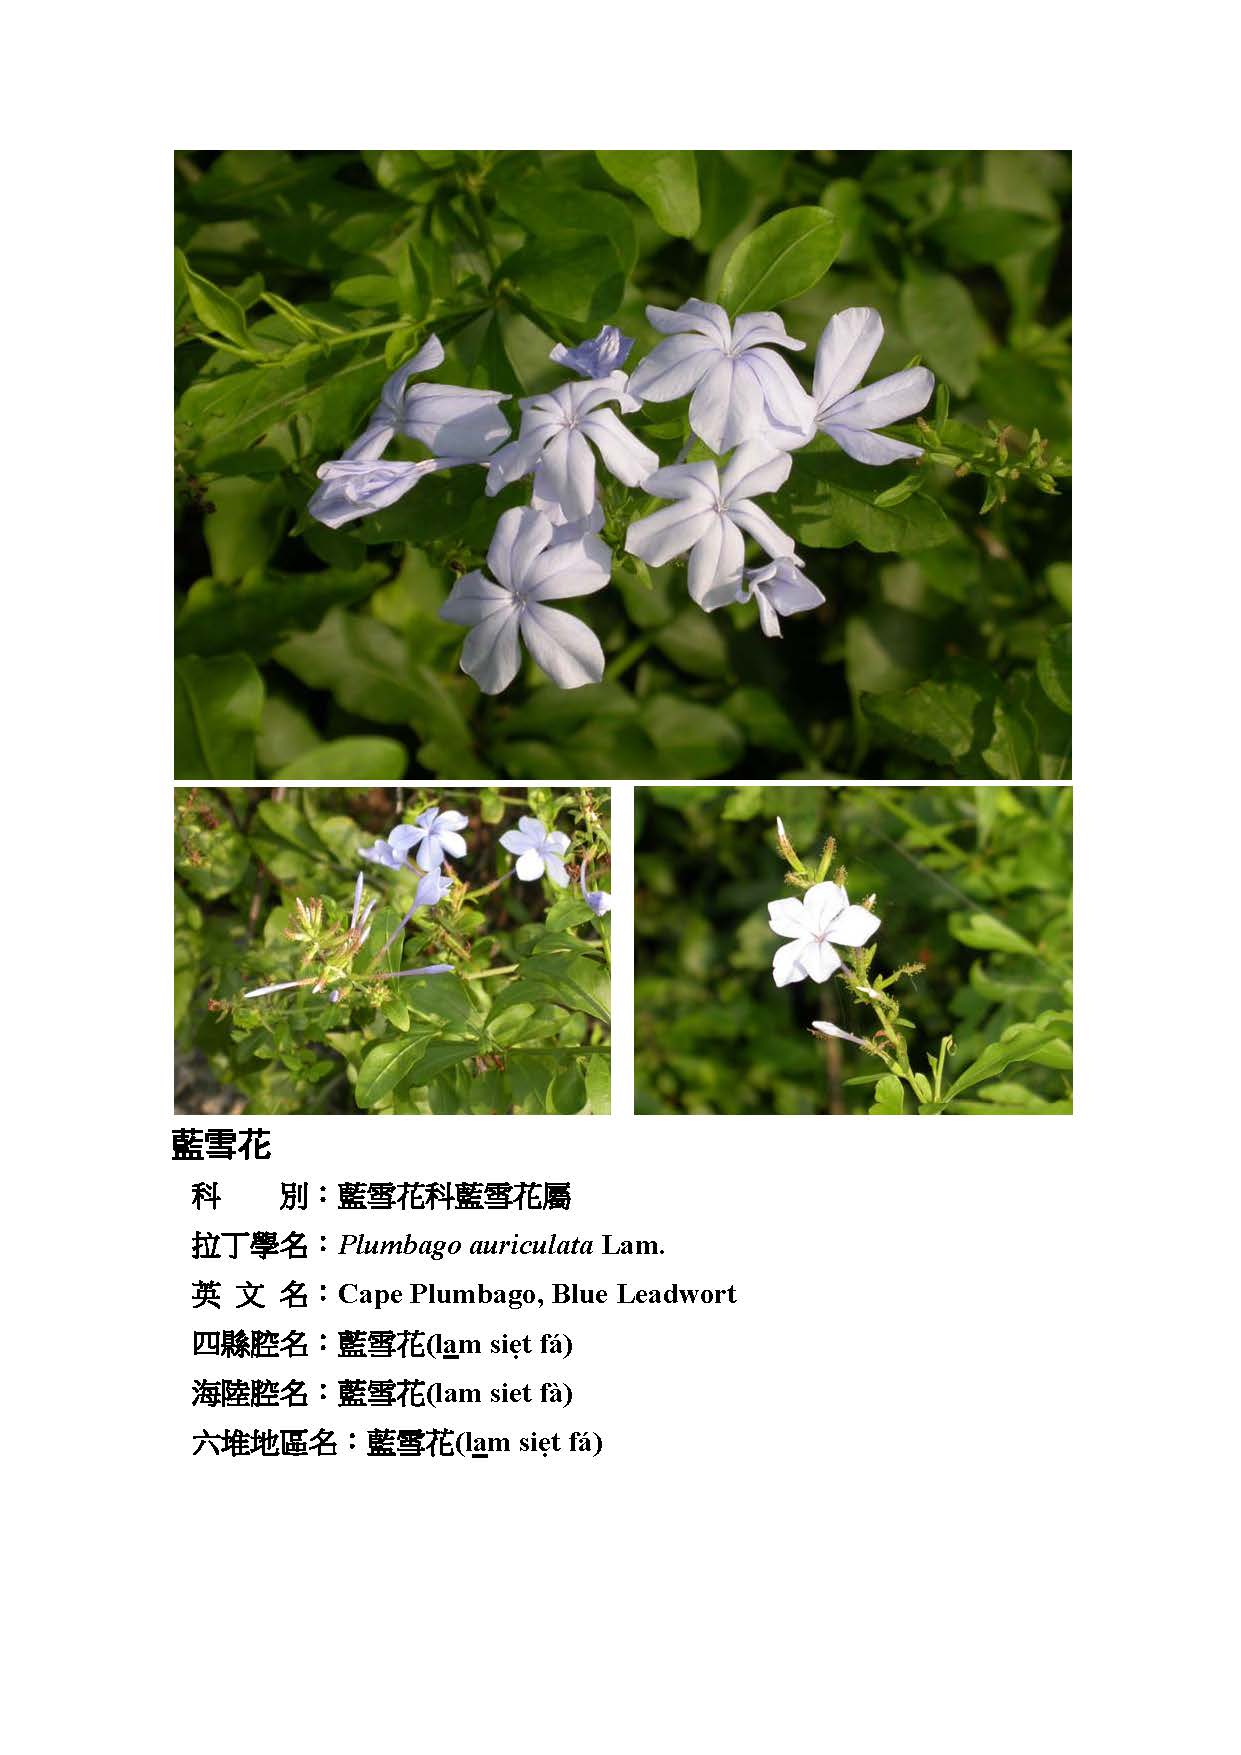 藍雪花
科　　別：藍雪花科藍雪花屬
拉丁學名：Plumbago auriculata Lam.
英 文 名：Cape Plumbago, Blue Leadwort
四縣腔名：藍雪花(la̲m siẹt fá)
海陸腔名：藍雪花(lam siet fà)
六堆地區名：藍雪花(la̲m siẹt fá)